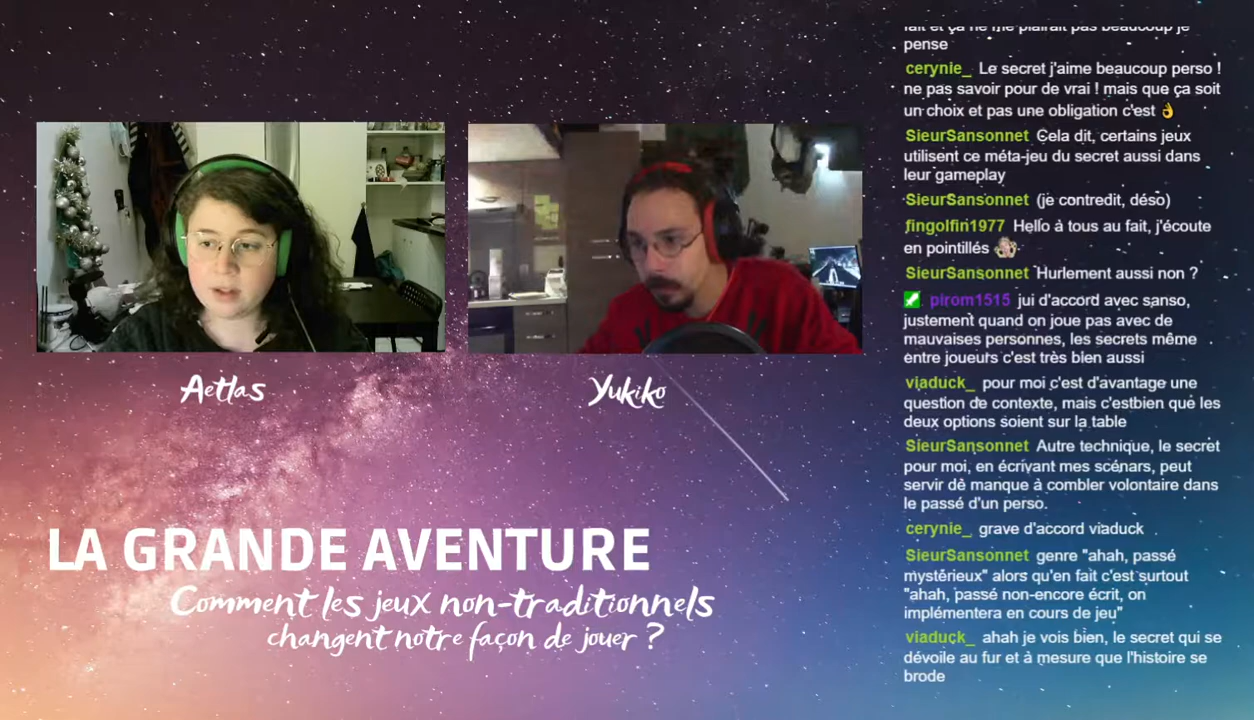 pense
cerynie_ Le secret j'aime beaucoup perso !
ne pas savoir pour de vrai ! mais que ça soit
un choix et pas une obligation c'est 👌
SieurSansonnet Cela dit, certains jeux
utilisent ce méta-jeu du secret aussi dans
leur gameplay
SieurSansonnet (je contredit, déso)
fingolfin1977 Hello à tous au fait, j'écoute
en pointillés
SieurSansonnet Hurlement aussi non ?
pirom1515 jui d'accord avec sanso,
justement quand on joue pas avec de
mauvaises personnes, les secrets même
entre joueurs c'est très bien aussi
viaduck_ pour moi c'est d'avantage une
question de contexte, mais c'estbien que les
deux options soient sur la table
SieurSansonnet Autre technique, le secret
pour moi, en écrivant mes scénars, peut
servir de manque à combler volontaire dans
le passé d'un perso.
cerynie_ grave d'accord viaduck
SieurSansonnet genre "ahah, passé
mystérieux" alors qu'en fait c'est surtout
"ahah, passé non-encore écrit, on
implémentera en cours de jeu"
viaduck_ ahah je vois bien, le secret qui se
dévoile au fur et à mesure que l'histoire se
brode
Aetlas
Yukiko
LA GRANDE AVENTURE
Comment les jeux non-traditionnels
changent notre façon de jouer ?